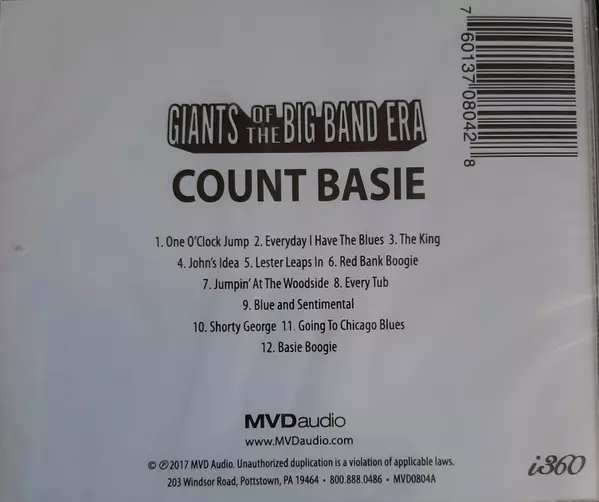 7 60137 08042 8
GIANTS OF THE BIG BAND ERA
COUNT BASIE
1. One O'Clock Jump 2. Everyday I Have The Blues 3. The King
4. John's Idea 5. Lester Leaps In 6. Red Bank Boogie
7. Jumpin' At The Woodside 8. Every Tub
9. Blue and Sentimental
10. Shorty George 11. Going To Chicago Blues
12. Basie Boogie
MVDaudio
www.MVDaudio.com
© ℗ 2017 MVD Audio. Unauthorized duplication is a violation of applicable laws.
203 Windsor Road, Pottstown, PA 19464 • 800.888.0486 • MVD0804A
i360